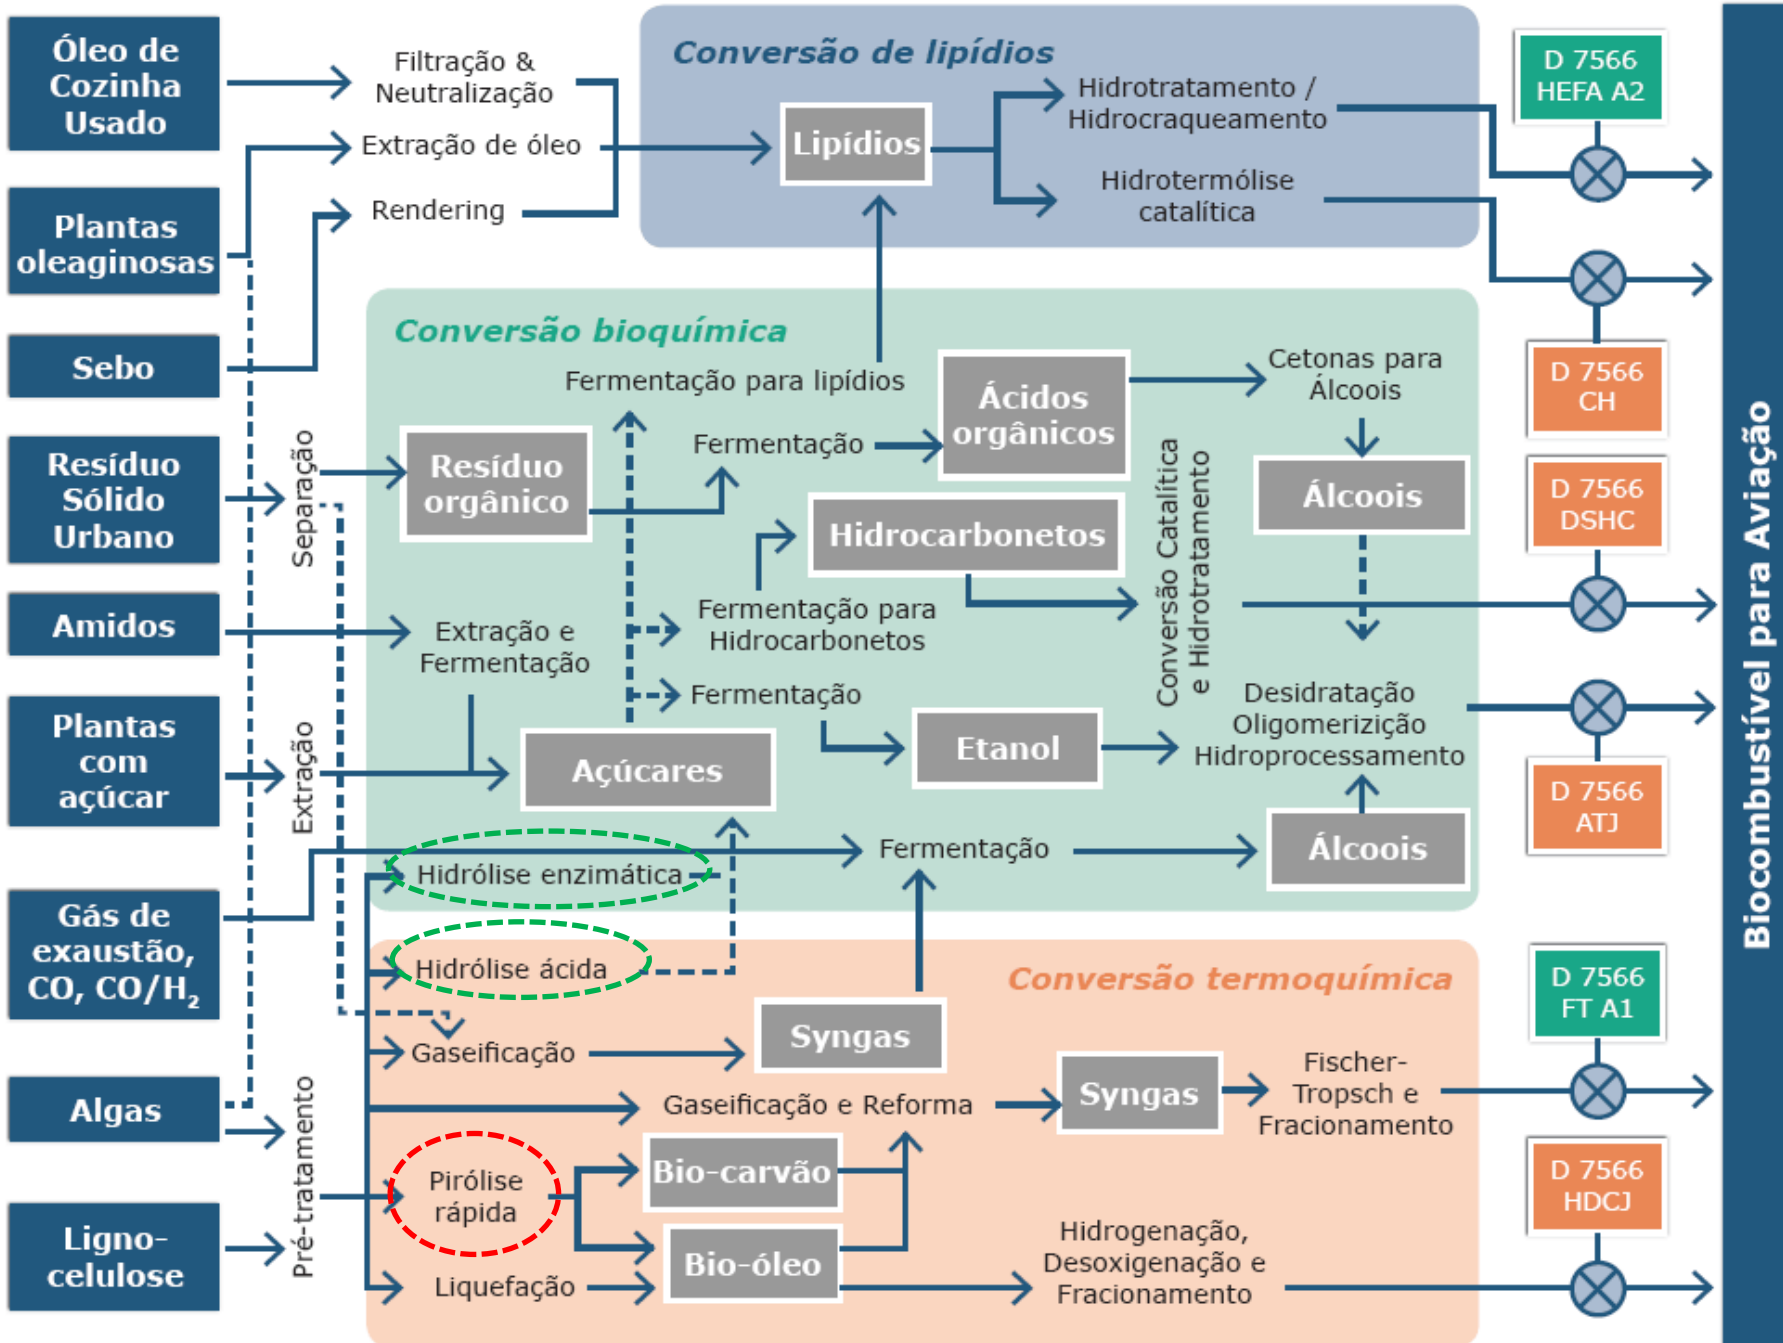 Óleo de
Cozinha
Usado
Plantas
oleaginosas
Sebo
Resíduo
Sólido
Urbano
Amidos
Plantas
com
açúcar
Gás de
exaustão,
CO, CO/H₂
Algas
Ligno-
celulose
Filtração &
Neutralização
Extração de óleo
Rendering
Separação
Extração
Pré-tratamento
Conversão de lipídios
Lipídios
Hidrotratamento /
Hidrocraqueamento
Hidrotermólise
catalítica
Conversão bioquímica
Fermentação para lipídios
Resíduo
orgânico
Fermentação
Ácidos
orgânicos
Cetonas para
Álcoois
Álcoois
Hidrocarbonetos
Fermentação para
Hidrocarbonetos
Conversão Catalítica
e Hidrotratamento
Extração e
Fermentação
Fermentação
Açúcares
Etanol
Desidratação
Oligomerizição
Hidroprocessamento
Hidrólise enzimática
Fermentação
Álcoois
Conversão termoquímica
Hidrólise ácida
Gaseificação
Syngas
Gaseificação e Reforma
Syngas
Fischer-
Tropsch e
Fracionamento
Pirólise
rápida
Bio-carvão
Bio-óleo
Liquefação
Hidrogenação,
Desoxigenação e
Fracionamento
D 7566
HEFA A2
D 7566
CH
D 7566
DSHC
D 7566
ATJ
D 7566
FT A1
D 7566
HDCJ
Biocombustível para Aviação